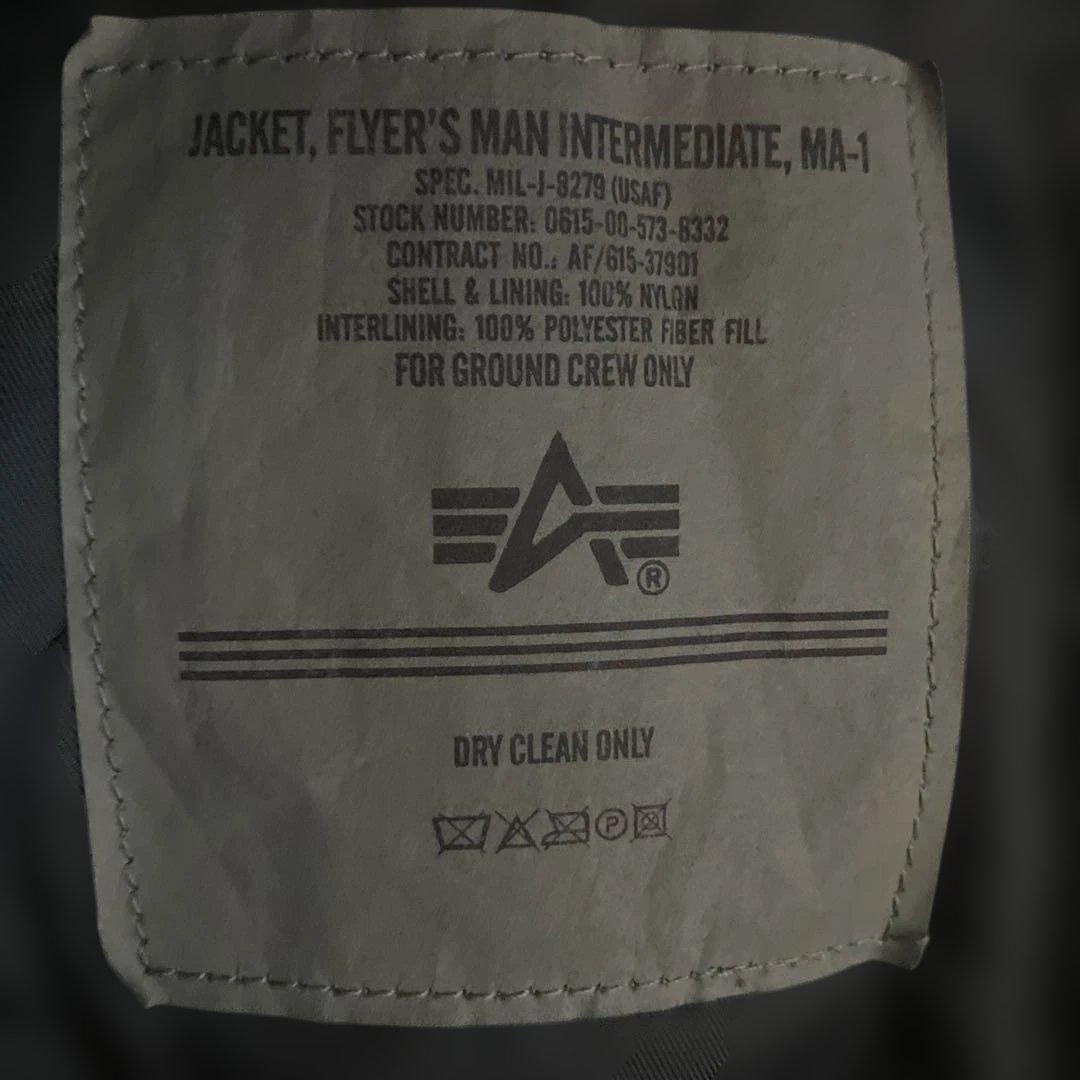 JACKET, FLYER'S MAN INTERMEDIATE, MA-1
SPEC. MIL-J-8279 (USAF)
STOCK NUMBER: 0615-00-573-8332
CONTRACT NO.: AF/615-37901
SHELL & LINING: 100% NYLON
INTERLINING: 100% POLYESTER FIBER FILL
FOR GROUND CREW ONLY
®
DRY CLEAN ONLY
P